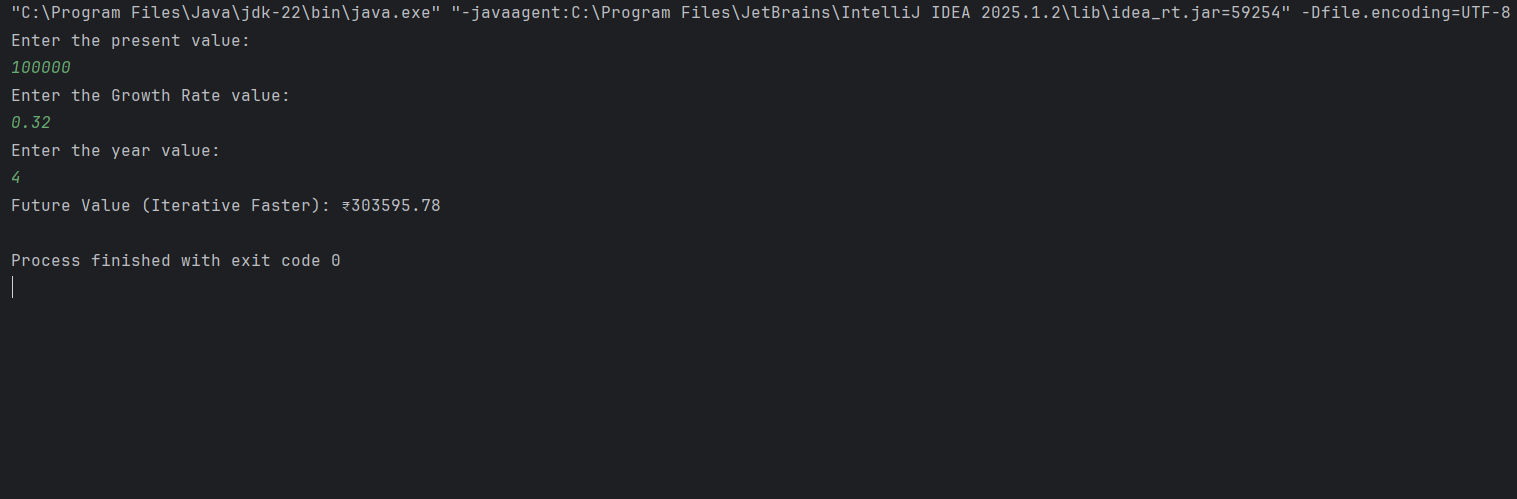 "C:\Program Files\Java\jdk-22\bin\java.exe" "-javaagent:C:\Program Files\JetBrains\IntelliJ IDEA 2025.1.2\lib\idea_rt.jar=59254" -Dfile.encoding=UTF-8
Enter the present value:
100000
Enter the Growth Rate value:
0.32
Enter the year value:
4
Future Value (Iterative Faster): ₹303595.78
Process finished with exit code 0